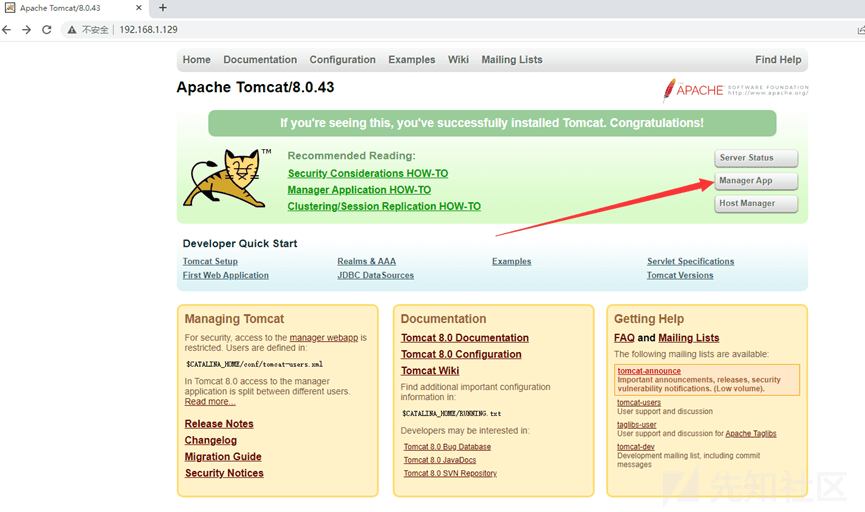 Apache Tomcat/8.0.43
不安全 192.168.1.129
Home Documentation Configuration Examples Wiki Mailing Lists Find Help
Apache Tomcat/8.0.43
APACHE SOFTWARE FOUNDATION
http://www.apache.org/
If you're seeing this, you've successfully installed Tomcat. Congratulations!
TM
Recommended Reading:
Security Considerations HOW-TO
Manager Application HOW-TO
Clustering/Session Replication HOW-TO
Server Status
Manager App
Host Manager
Developer Quick Start
Tomcat Setup
First Web Application
Realms & AAA
JDBC DataSources
Examples
Servlet Specifications
Tomcat Versions
Managing Tomcat
For security, access to the manager webapp is
restricted. Users are defined in:
$CATALINA_HOME/conf/tomcat-users.xml
In Tomcat 8.0 access to the manager
application is split between different users.
Read more...
Release Notes
Changelog
Migration Guide
Security Notices
Documentation
Tomcat 8.0 Documentation
Tomcat 8.0 Configuration
Tomcat Wiki
Find additional important configuration
information in:
$CATALINA_HOME/RUNNING.txt
Developers may be interested in:
Tomcat 8.0 Bug Database
Tomcat 8.0 JavaDocs
Tomcat 8.0 SVN Repository
Getting Help
FAQ and Mailing Lists
The following mailing lists are available:
tomcat-announce
Important announcements, releases, security
vulnerability notifications. (Low volume).
tomcat-users
User support and discussion
taglibs-user
User support and discussion for Apache Taglibs
tomcat-dev
Development mailing list, including commit
messages
先知社区